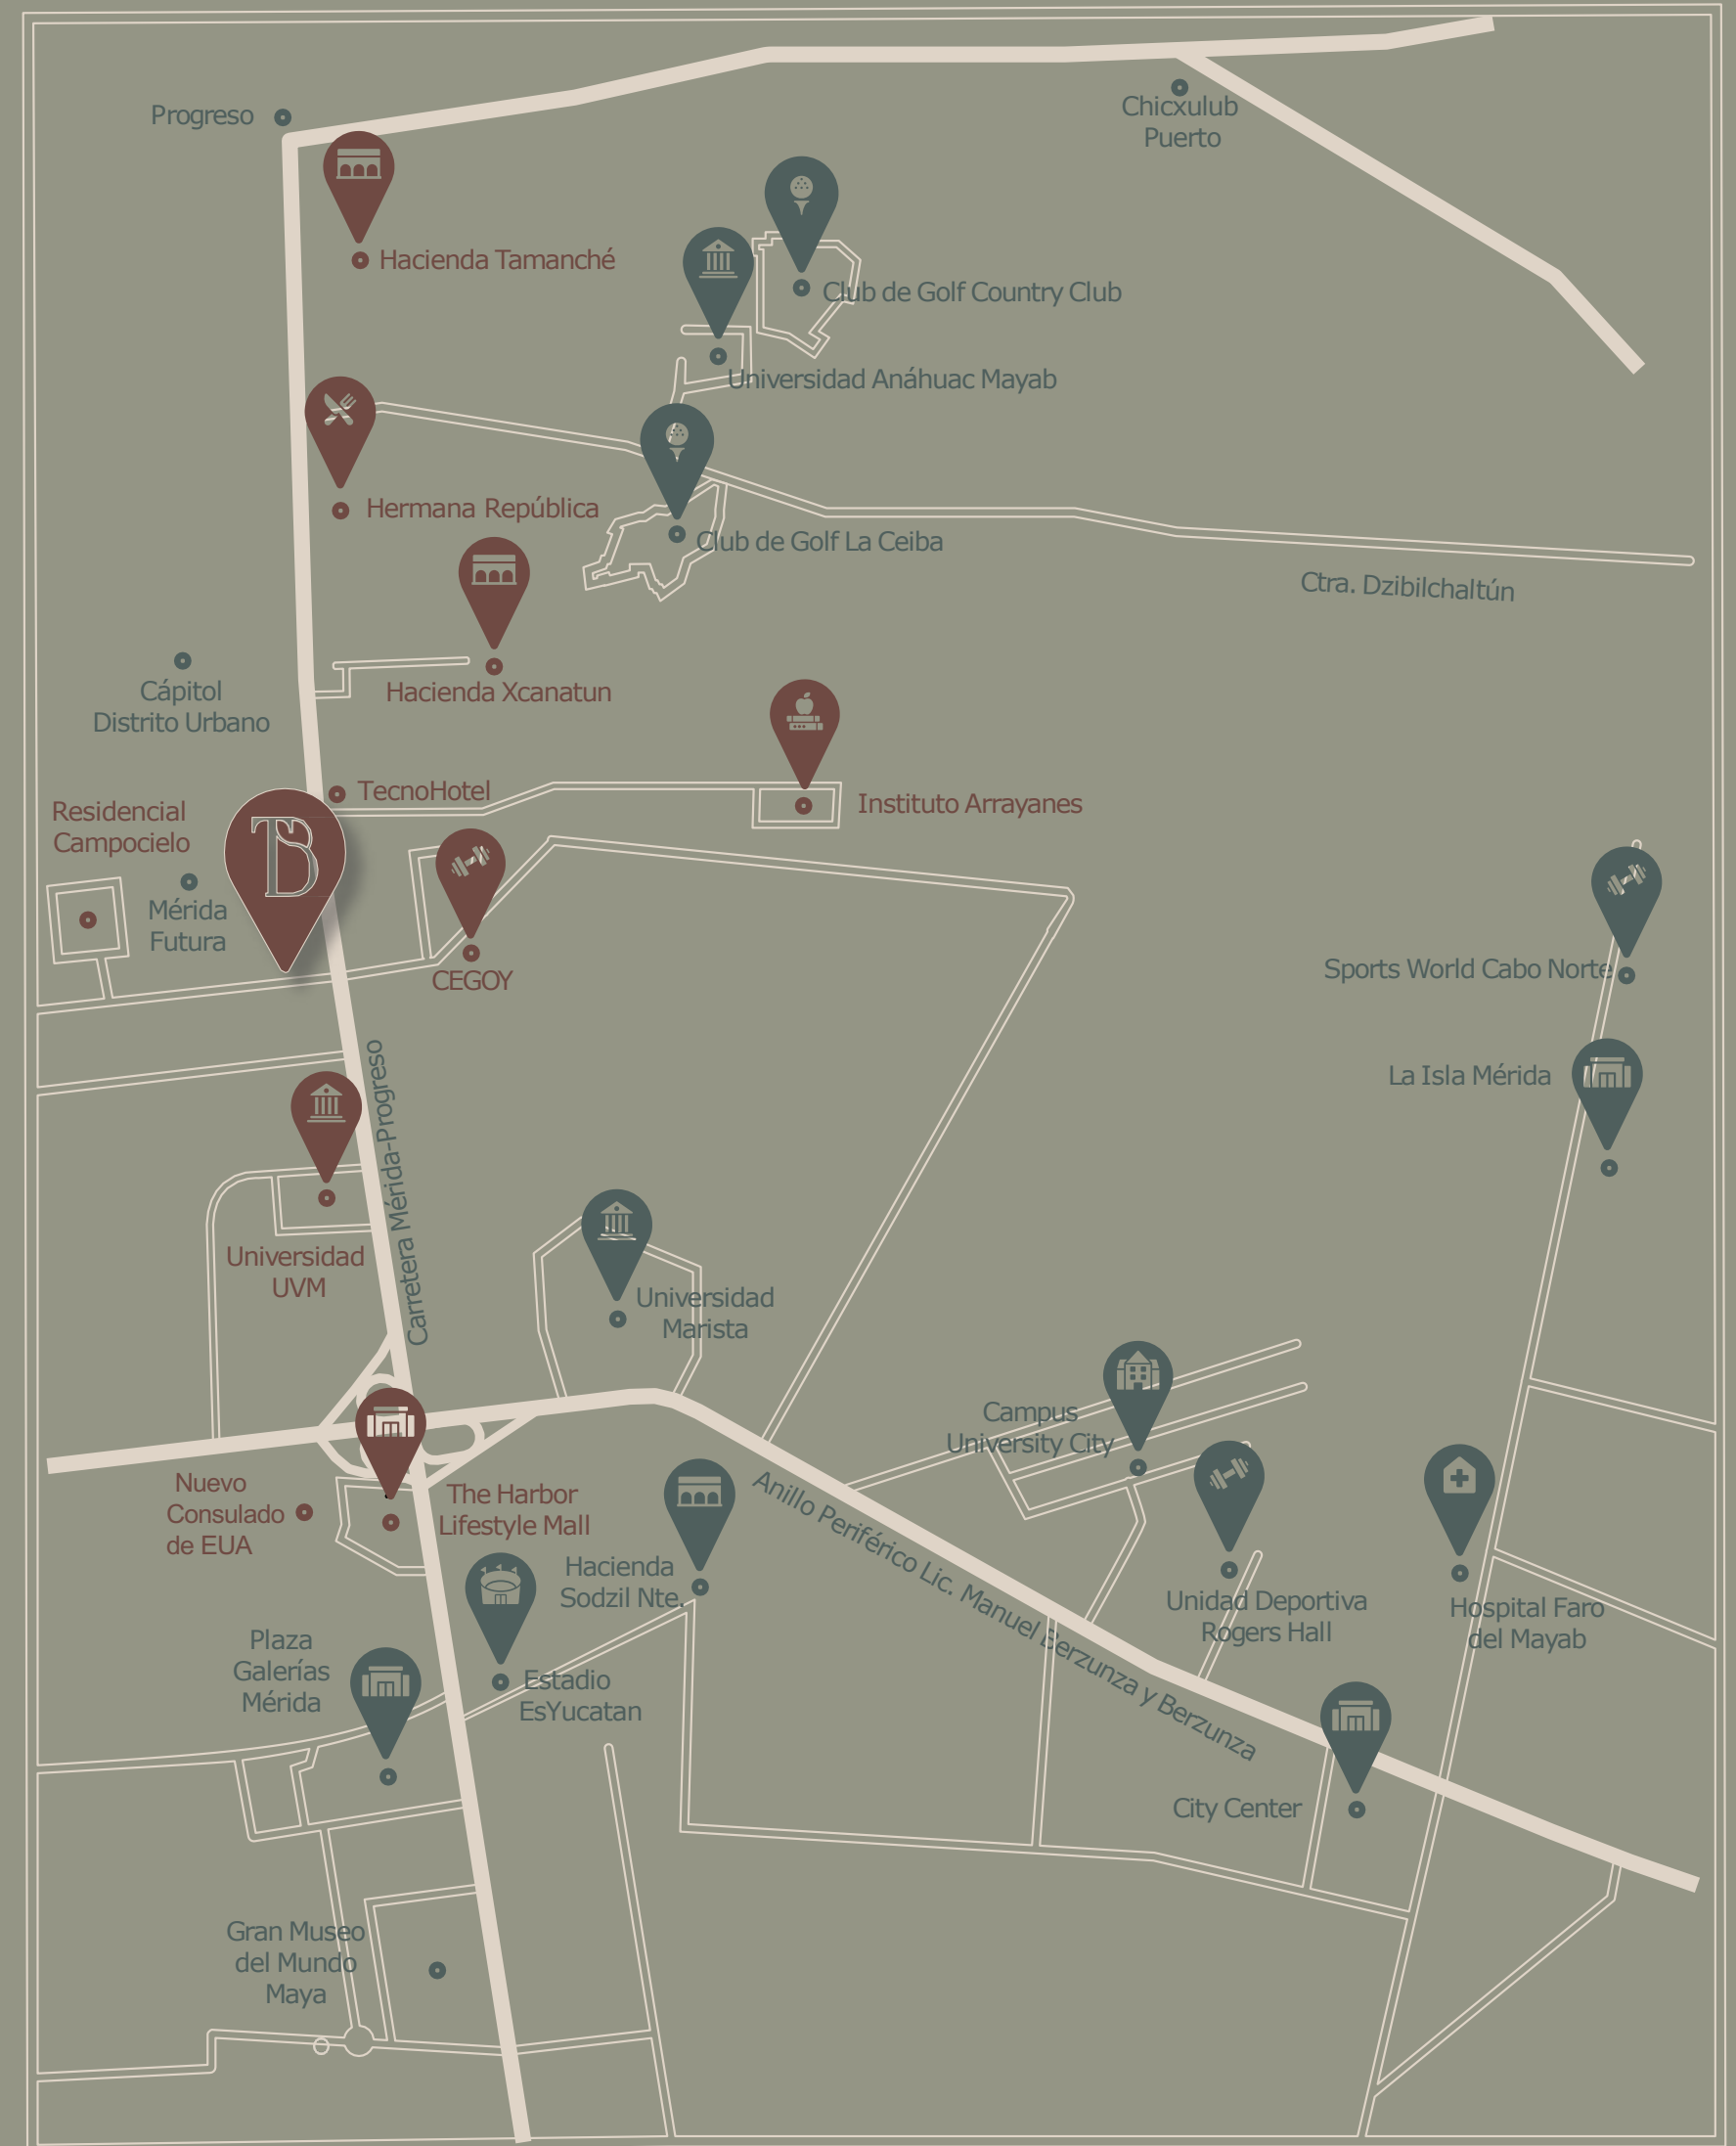 Progreso
Chicxulub
Puerto
Hacienda Tamanché
Club de Golf Country Club
Universidad Anáhuac Mayab
Hermana República
Club de Golf La Ceiba
Ctra. Dzibilchaltún
Cápitol
Distrito Urbano
Hacienda Xcanatun
TecnoHotel
Residencial
Campocielo
Instituto Arrayanes
TB
Mérida
Futura
CEGOY
Sports World Cabo Norte
La Isla Mérida
Carretera Mérida-Progreso
Universidad
UVM
Universidad
Marista
Campus
University City
Nuevo
Consulado
de EUA
The Harbor
Lifestyle Mall
Anillo Periférico Lic. Manuel Berzunza y Berzunza
Hacienda
Sodzil Nte.
Unidad Deportiva
Rogers Hall
Hospital Faro
del Mayab
Plaza
Galerías
Mérida
Estadio
EsYucatan
City Center
Gran Museo
del Mundo
Maya